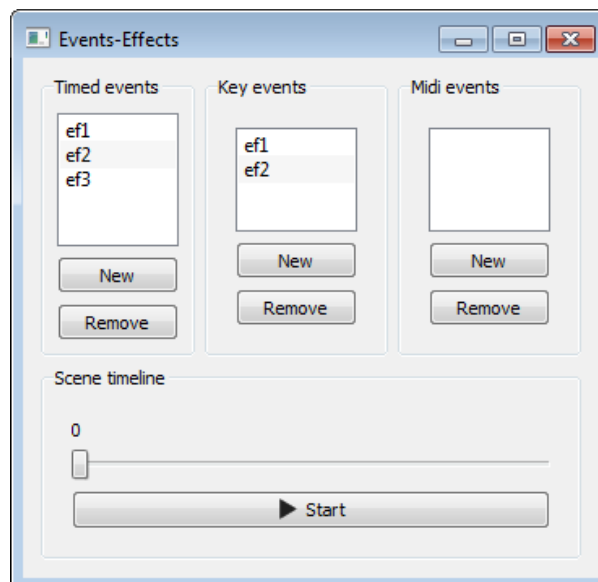 Events-Effects
Timed events
ef1
ef2
ef3
New
Remove
Key events
ef1
ef2
New
Remove
Midi events
New
Remove
Scene timeline
0
Start